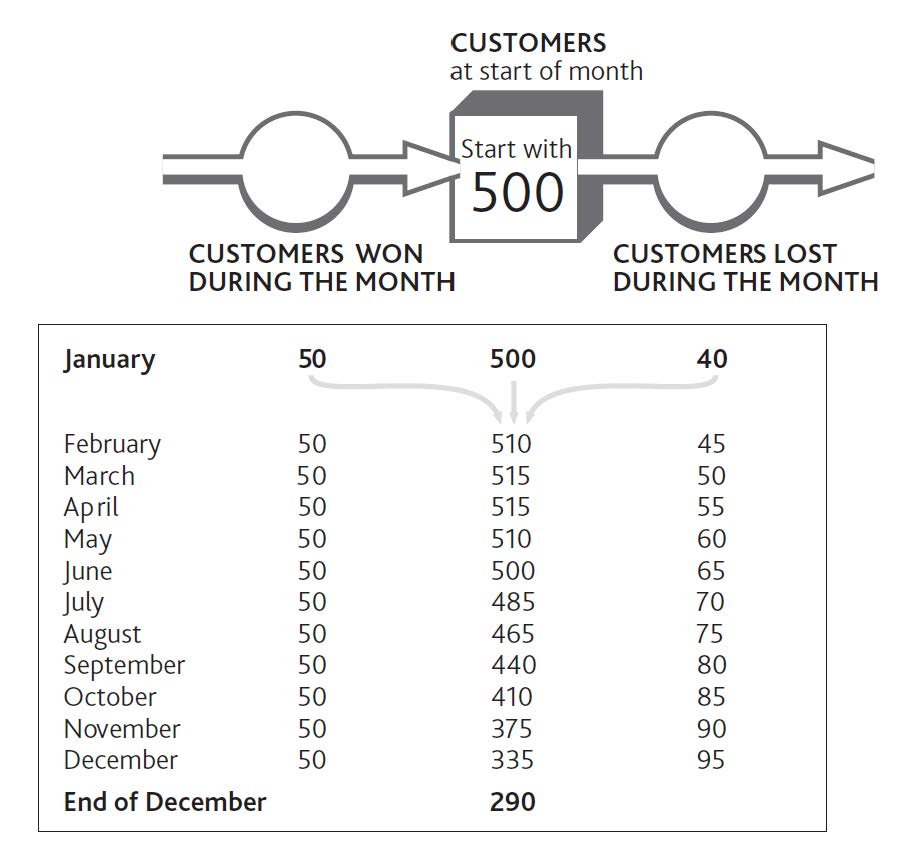 CUSTOMERS
at start of month
Start with
500
CUSTOMERS WON
DURING THE MONTH
CUSTOMERS LOST
DURING THE MONTH
January 50 500 40
February 50 510 45
March 50 515 50
April 50 515 55
May 50 510 60
June 50 500 65
July 50 485 70
August 50 465 75
September 50 440 80
October 50 410 85
November 50 375 90
December 50 335 95
End of December 290